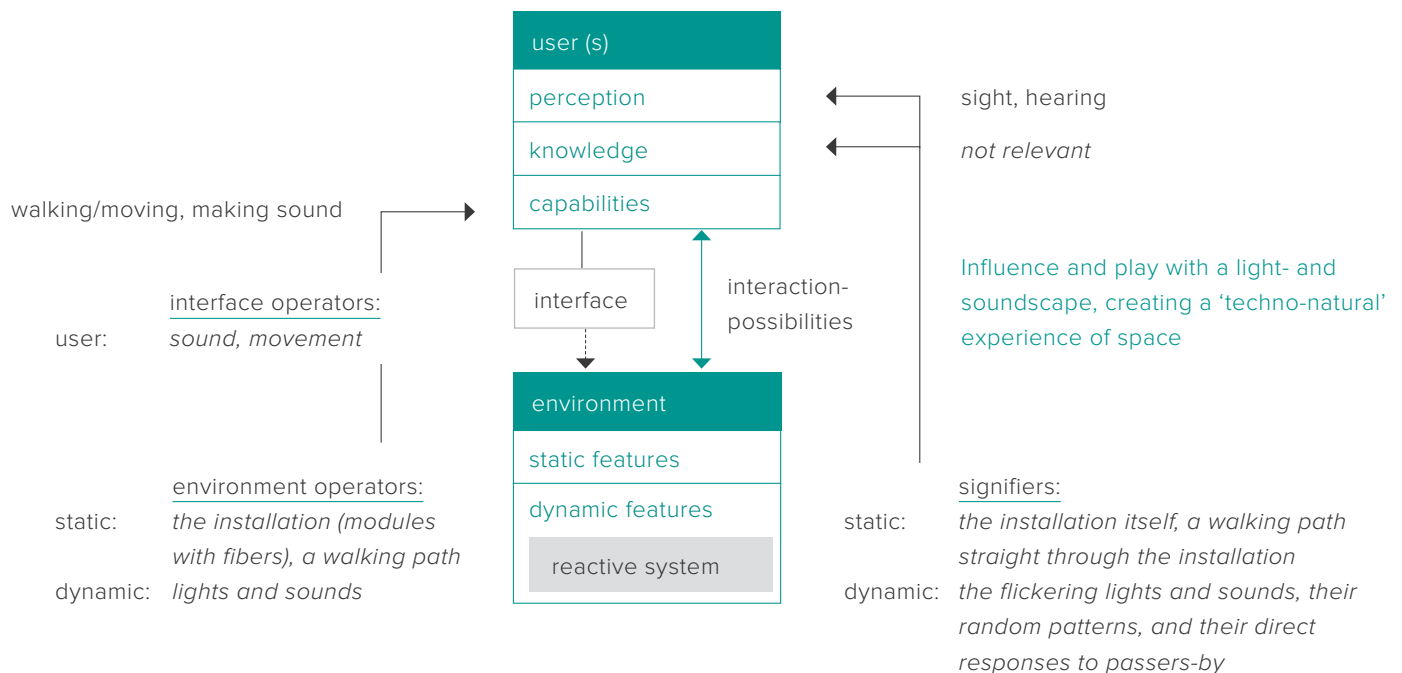 user (s)
perception
sight, hearing
knowledge
not relevant
capabilities
walking/moving, making sound
interface operators:
user: sound, movement
interface
interaction-
possibilities
Influence and play with a light- and
soundscape, creating a ‘techno-natural’
experience of space
environment
static features
dynamic features
reactive system
environment operators:
static: the installation (modules
with fibers), a walking path
dynamic: lights and sounds
signifiers:
static: the installation itself, a walking path
straight through the installation
dynamic: the flickering lights and sounds, their
random patterns, and their direct
responses to passers-by